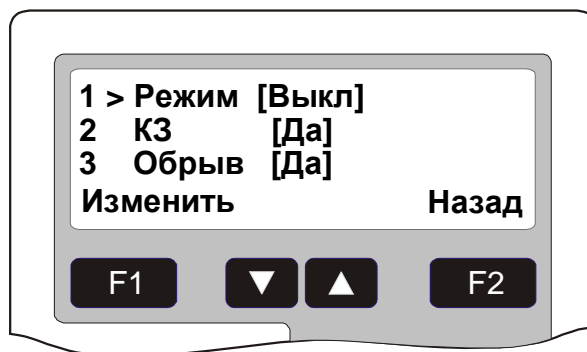 1 > Режим [Выкл]
2 КЗ [Да]
3 Обрыв [Да]
Изменить Назад
F1 ▼ ▲ F2